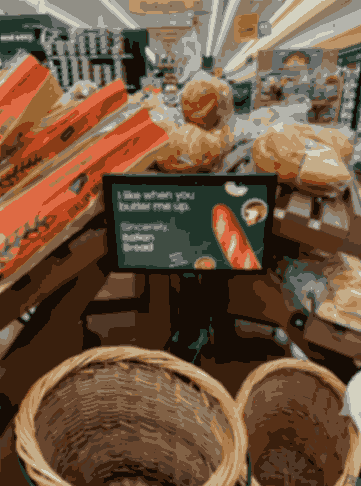 I like when you
butter me up.
Sincerely,
Italian
Bread